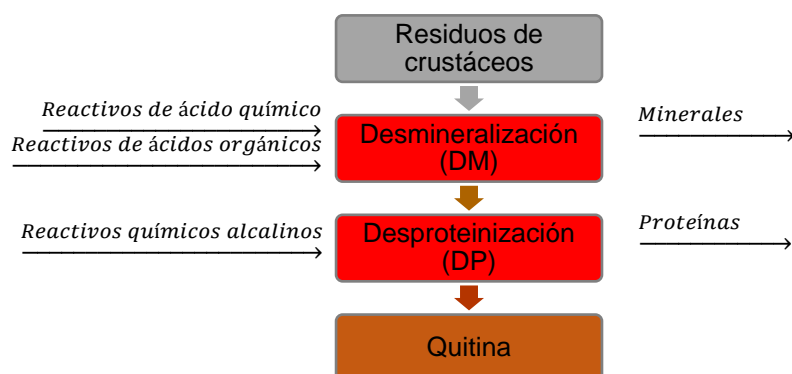 Residuos de
crustáceos
Reactivos de ácido químico
Reactivos de ácidos orgánicos
Desmineralización
(DM)
Minerales
Reactivos químicos alcalinos
Desproteinización
(DP)
Proteínas
Quitina